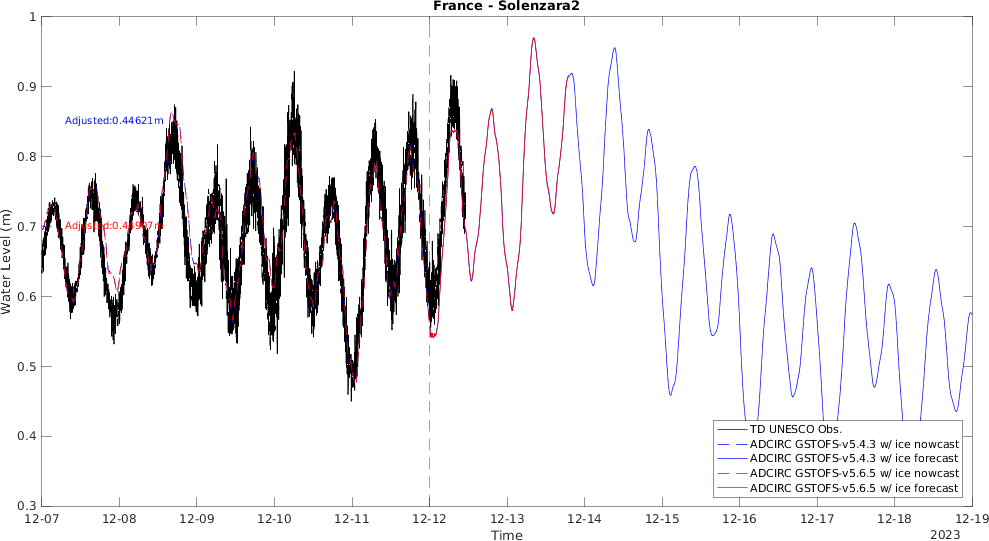 France - Solenzara2
1
0.9
0.8
0.7
0.6
0.5
0.4
0.3
Water Level (m)
Adjusted:0.44621m
TD UNESCO Obs.
ADCIRC GSTOFS-v5.4.3 w/ ice nowcast
ADCIRC GSTOFS-v5.4.3 w/ ice forecast
ADCIRC GSTOFS-v5.6.5 w/ ice nowcast
ADCIRC GSTOFS-v5.6.5 w/ ice forecast
12-07 12-08 12-09 12-10 12-11 12-12 12-13 12-14 12-15 12-16 12-17 12-18 12-19
Time
2023